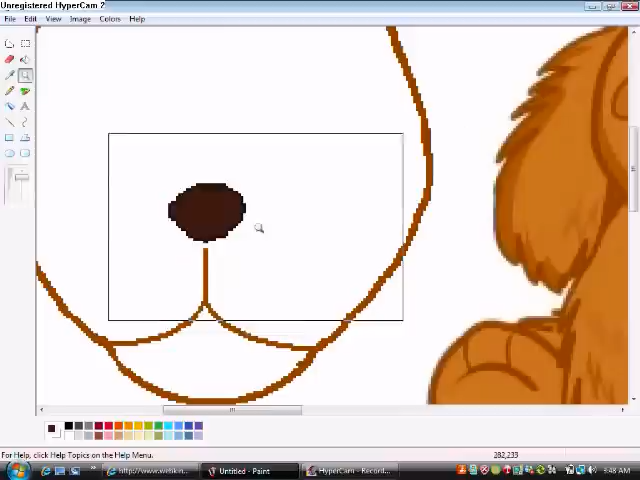 Unregistered HyperCam 2
File Edit View Image Colors Help
For Help, click Help Topics on the Help Menu.
282,233
Untitled - Paint
HyperCam - Record...
3:48 AM